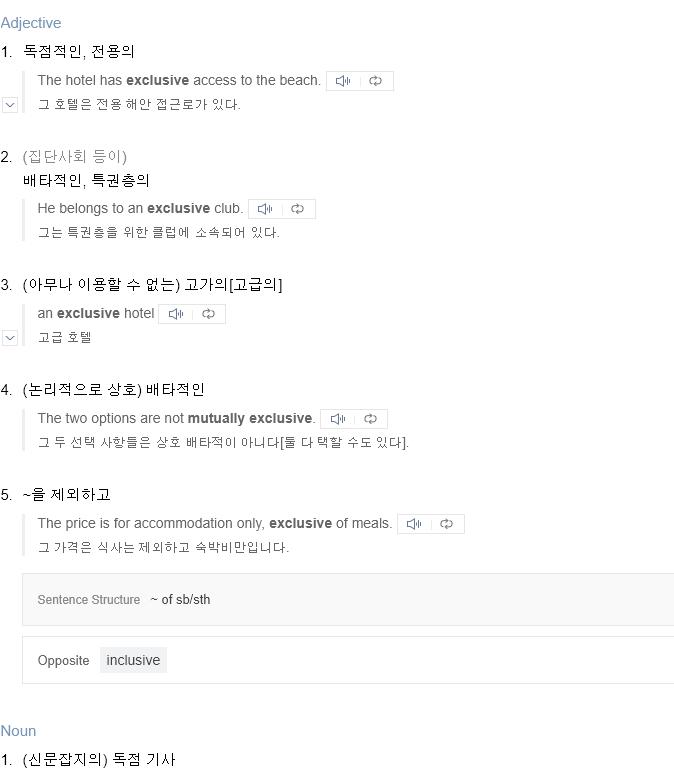 Adjective
1. 독점적인, 전용의
The hotel has exclusive access to the beach.
그 호텔은 전용 해안 접근로가 있다.
2. (집단사회 등이)
배타적인, 특권층의
He belongs to an exclusive club.
그는 특권층을 위한 클럽에 소속되어 있다.
3. (아무나 이용할 수 없는) 고가의[고급의]
an exclusive hotel
고급 호텔
4. (논리적으로 상호) 배타적인
The two options are not mutually exclusive.
그 두 선택 사항들은 상호 배타적이 아니다[둘 다 택할 수도 있다].
5. ~을 제외하고
The price is for accommodation only, exclusive of meals.
그 가격은 식사는 제외하고 숙박비만입니다.
Sentence Structure ~ of sb/sth
Opposite inclusive
Noun
1. (신문잡지의) 독점 기사